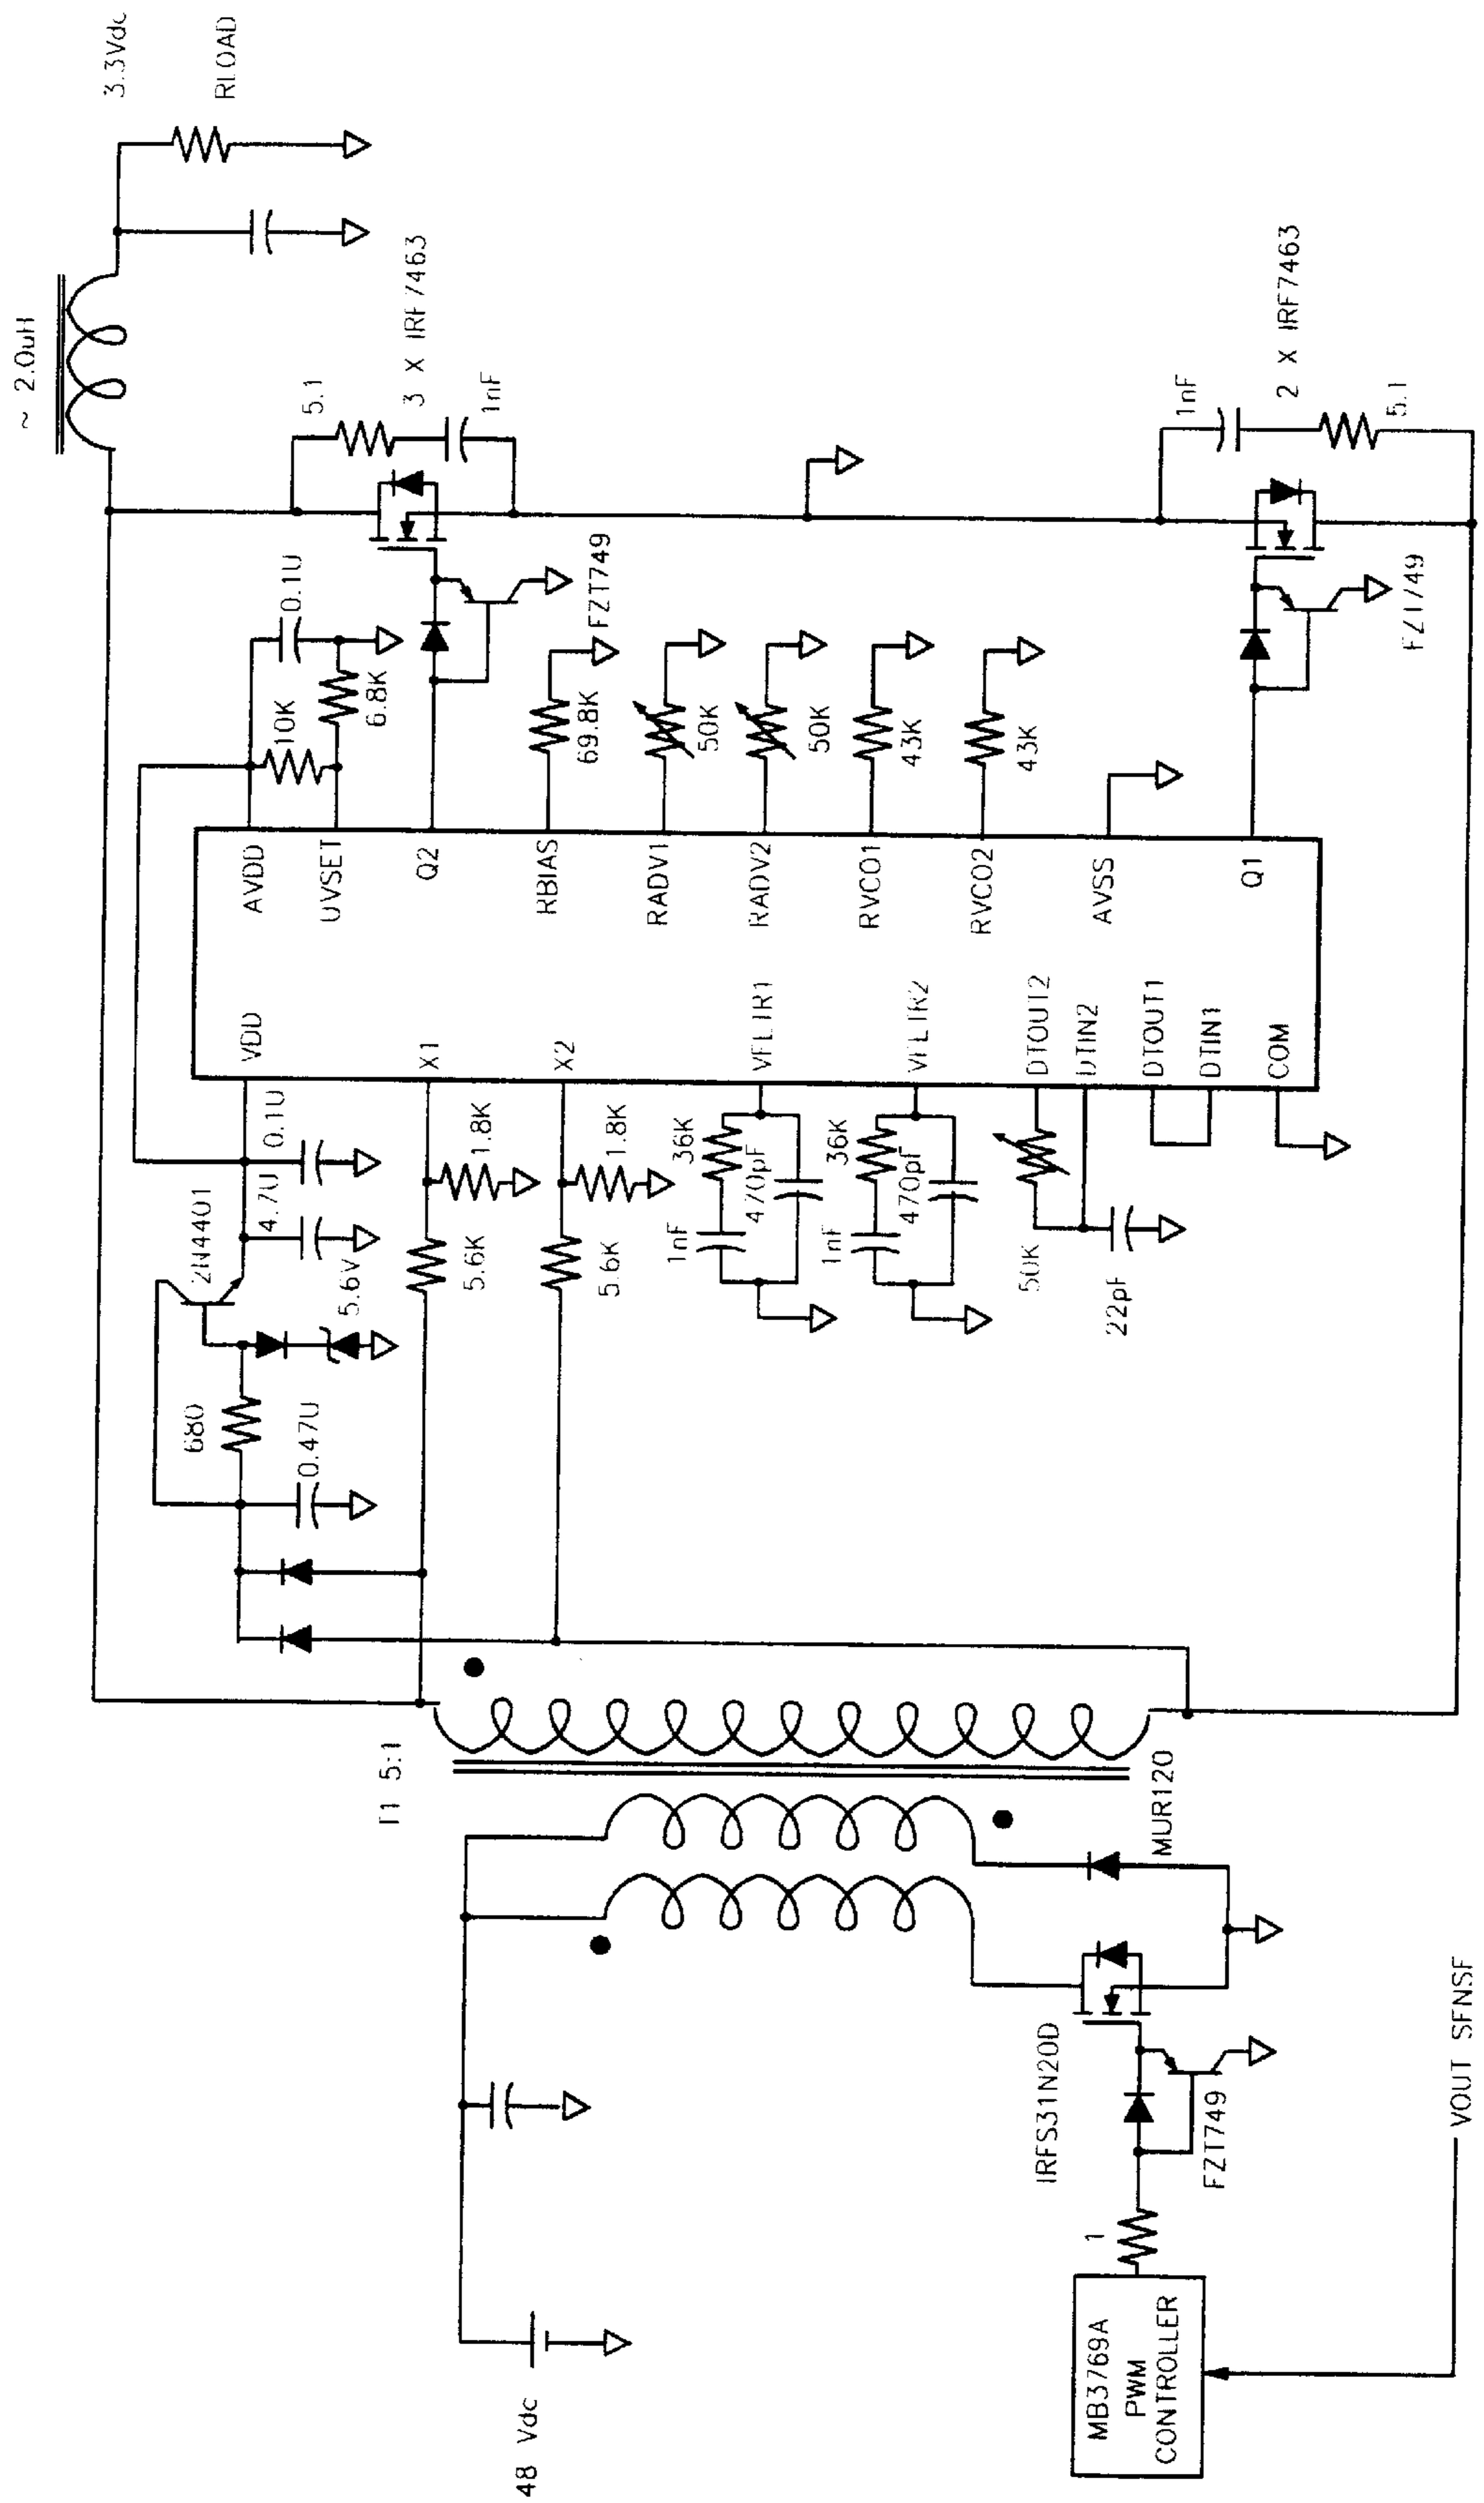 48 Vdc
MB3769A
PWM
CONTROLLER
VOUT SENSE
1
FZT749
IRFS31N20D
MUR120
T1 5:1
680
0.47U
2N4401
5.6V
4.7U
0.1U
5.6K
1.8K
5.6K
1.8K
36K
470pF
1nF
36K
470pF
1nF
50K
22pF
VDD
X1
X2
VFLTR1
VFLTR2
DTOUT2
DTIN2
DTOUT1
DTIN1
COM
AVDD
UVSET
Q2
RBIAS
RADV1
RADV2
RVCO1
RVCO2
AVSS
Q1
10K
0.1U
6.8K
FZT749
69.8K
50K
50K
43K
43K
FZT749
5.1
3 X IRF7463
1nF
1nF
2 X IRF7463
5.1
~ 2.0uH
3.3Vdc
RLOAD